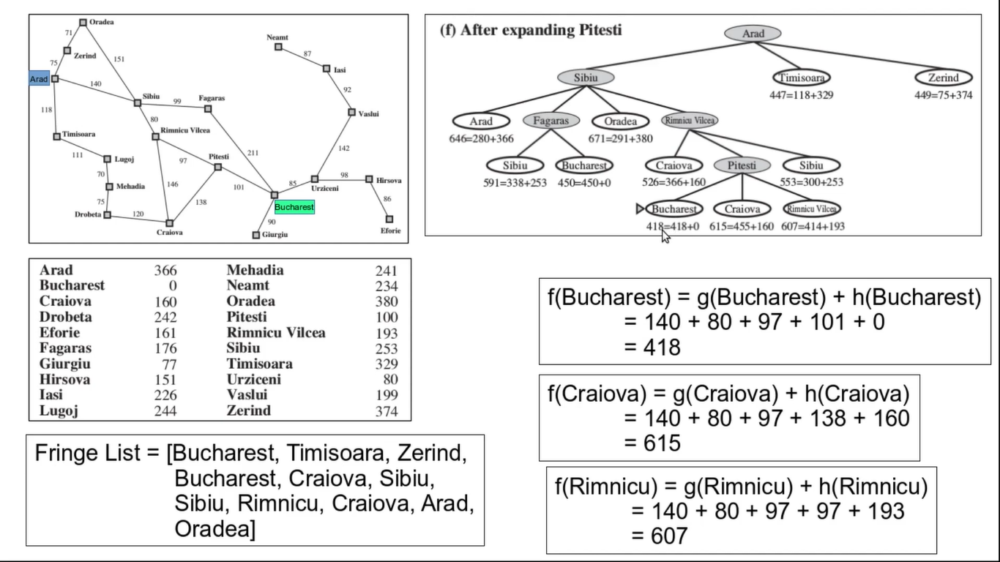 Oradea
71
Neamt
Zerind
87
75
151
Arad
Iasi
140
92
Sibiu
99
Fagaras
118
80
Vaslui
Timisoara
Rimnicu Vilcea
111
Lugoj
97
Pitesti
211
142
70
98
Mehadia
146
101
85
Hirsova
Urziceni
75
138
86
Bucharest
Drobeta
120
90
Craiova
Giurgiu
Eforie
(f) After expanding Pitesti
Arad
Sibiu
Timisoara
Zerind
447=118+329
449=75+374
Arad
Fagaras
Oradea
Rimnicu Vilcea
646=280+366
671=291+380
Sibiu
Bucharest
Craiova
Pitesti
Sibiu
591=338+253
450=450+0
526=366+160
553=300+253
Bucharest
Craiova
Rimnicu Vilcea
418=418+0
615=455+160
607=414+193
Arad 366 Mehadia 241
Bucharest 0 Neamt 234
Craiova 160 Oradea 380
Drobeta 242 Pitesti 100
Eforie 161 Rimnicu Vilcea 193
Fagaras 176 Sibiu 253
Giurgiu 77 Timisoara 329
Hirsova 151 Urziceni 80
Iasi 226 Vaslui 199
Lugoj 244 Zerind 374
f(Bucharest) = g(Bucharest) + h(Bucharest)
= 140 + 80 + 97 + 101 + 0
= 418
f(Craiova) = g(Craiova) + h(Craiova)
= 140 + 80 + 97 + 138 + 160
= 615
f(Rimnicu) = g(Rimnicu) + h(Rimnicu)
= 140 + 80 + 97 + 97 + 193
= 607
Fringe List = [Bucharest, Timisoara, Zerind,
Bucharest, Craiova, Sibiu,
Sibiu, Rimnicu, Craiova, Arad,
Oradea]